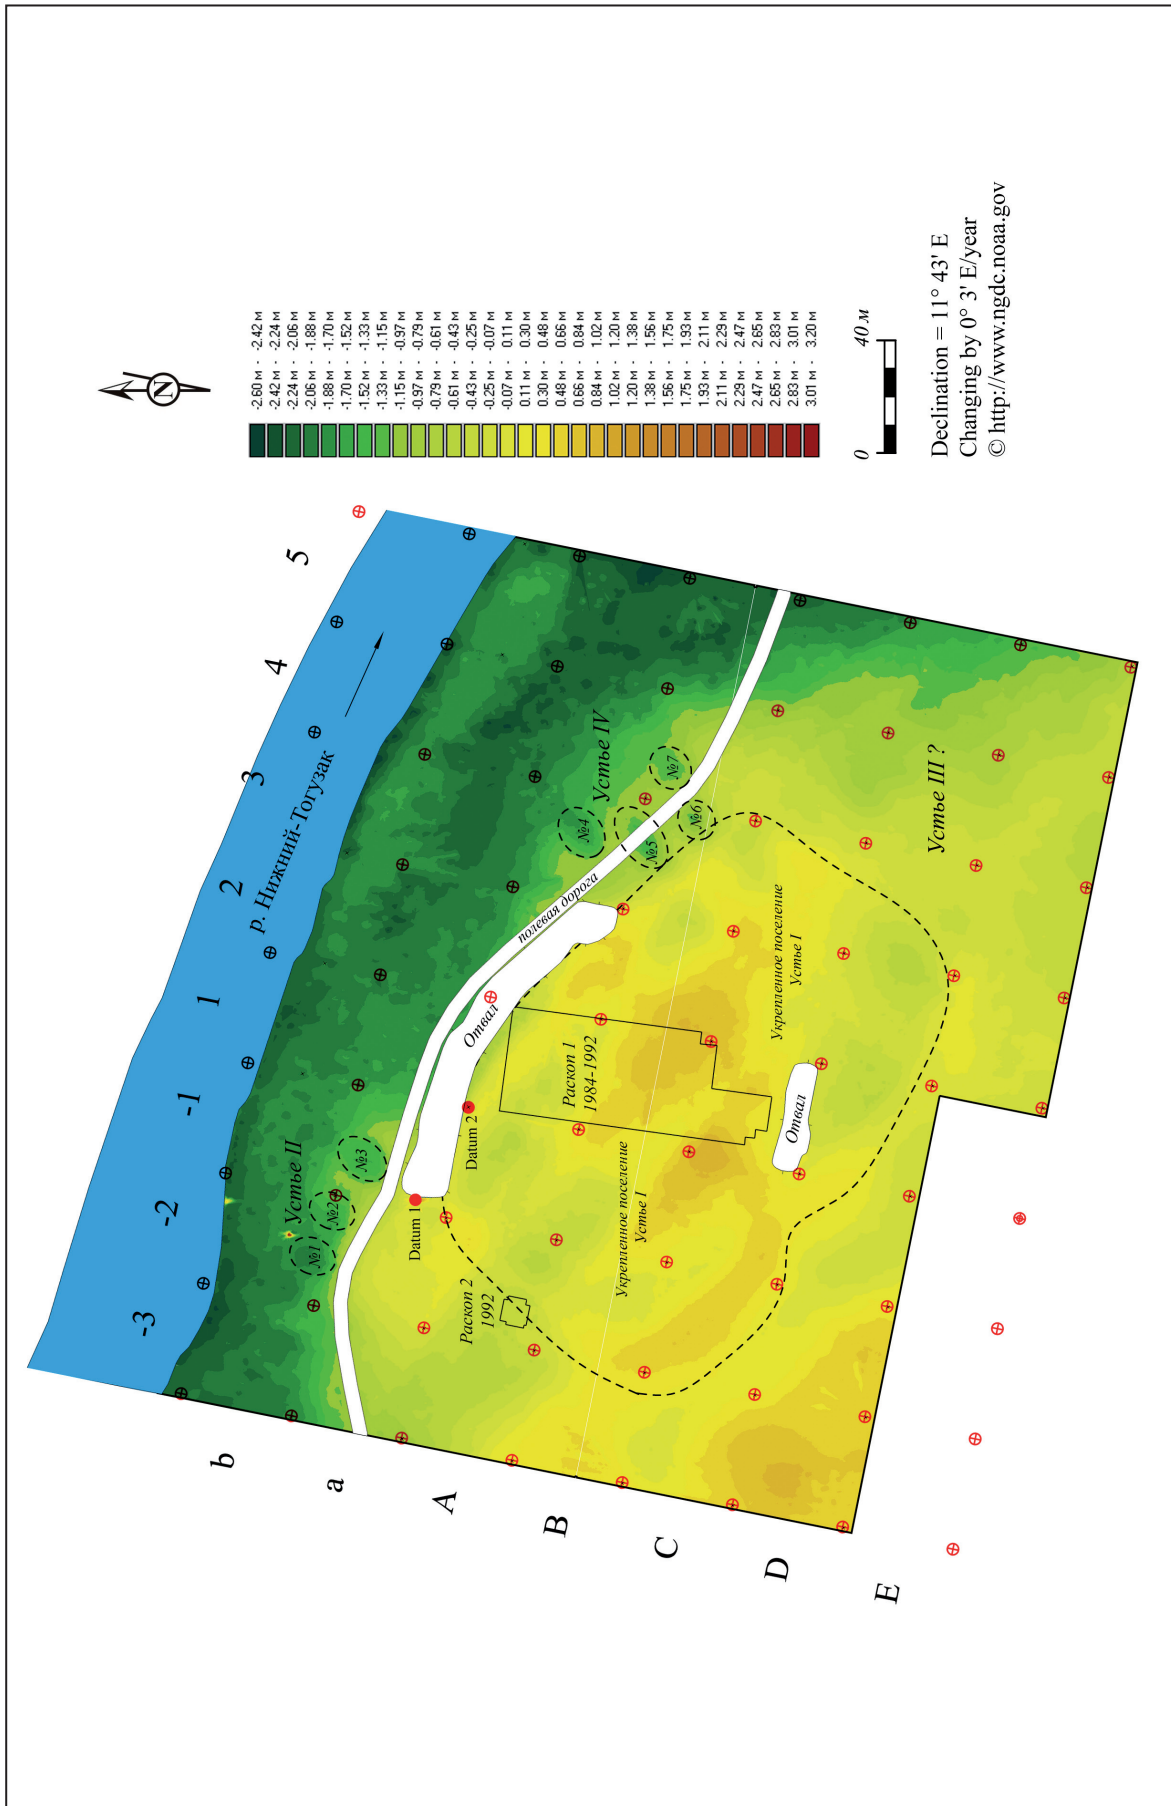 N
-3
-2
-1
1
2
3
4
5
b
a
A
B
C
D
E
р. Нижний-Тогузак
Устье II
№1
№2
№3
Устье IV
№4
№5
№6
№7
полевая дорога
Отвал
Datum 1
Datum 2
Раскоп 2
1992
Раскоп 1
1984-1992
Укрепленное поселение
Устье I
Укрепленное поселение
Устье I
Отвал
Устье III ?
-2.60 м - -2.42 м
-2.42 м - -2.24 м
-2.24 м - -2.06 м
-2.06 м - -1.88 м
-1.88 м - -1.70 м
-1.70 м - -1.52 м
-1.52 м - -1.33 м
-1.33 м - -1.15 м
-1.15 м - -0.97 м
-0.97 м - -0.79 м
-0.79 м - -0.61 м
-0.61 м - -0.43 м
-0.43 м - -0.25 м
-0.25 м - -0.07 м
-0.07 м - 0.11 м
0.11 м - 0.30 м
0.30 м - 0.48 м
0.48 м - 0.66 м
0.66 м - 0.84 м
0.84 м - 1.02 м
1.02 м - 1.20 м
1.20 м - 1.38 м
1.38 м - 1.56 м
1.56 м - 1.75 м
1.75 м - 1.93 м
1.93 м - 2.11 м
2.11 м - 2.29 м
2.29 м - 2.47 м
2.47 м - 2.65 м
2.65 м - 2.83 м
2.83 м - 3.01 м
3.01 м - 3.20 м
0 40 м
Declination = 11° 43' E
Changing by 0° 3' E/year
© http://www.ngdc.noaa.gov